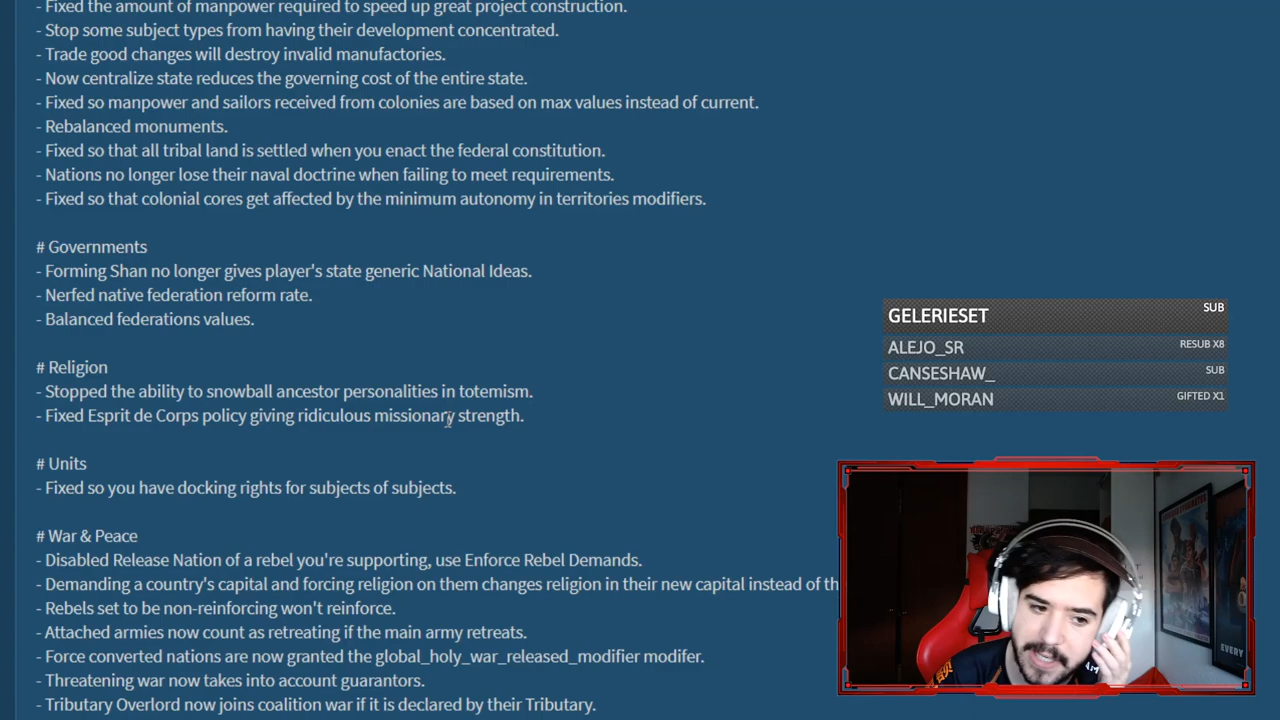 - Fixed the amount of manpower required to speed up great project construction.
- Stop some subject types from having their development concentrated.
- Trade good changes will destroy invalid manufactories.
- Now centralize state reduces the governing cost of the entire state.
- Fixed so manpower and sailors received from colonies are based on max values instead of current.
- Rebalanced monuments.
- Fixed so that all tribal land is settled when you enact the federal constitution.
- Nations no longer lose their naval doctrine when failing to meet requirements.
- Fixed so that colonial cores get affected by the minimum autonomy in territories modifiers.
# Governments
- Forming Shan no longer gives player's state generic National Ideas.
- Nerfed native federation reform rate.
- Balanced federations values.
# Religion
- Stopped the ability to snowball ancestor personalities in totemism.
- Fixed Esprit de Corps policy giving ridiculous missionary strength.
# Units
- Fixed so you have docking rights for subjects of subjects.
# War & Peace
- Disabled Release Nation of a rebel you're supporting, use Enforce Rebel Demands.
- Demanding a country's capital and forcing religion on them changes religion in their new capital instead of th
- Rebels set to be non-reinforcing won't reinforce.
- Attached armies now count as retreating if the main army retreats.
- Force converted nations are now granted the global_holy_war_released_modifier modifer.
- Threatening war now takes into account guarantors.
- Tributary Overlord now joins coalition war if it is declared by their Tributary.
GELERIESET SUB
ALEJO_SR RESUB X8
CANSESHAW_ SUB
WILL_MORAN GIFTED X1
EVERY